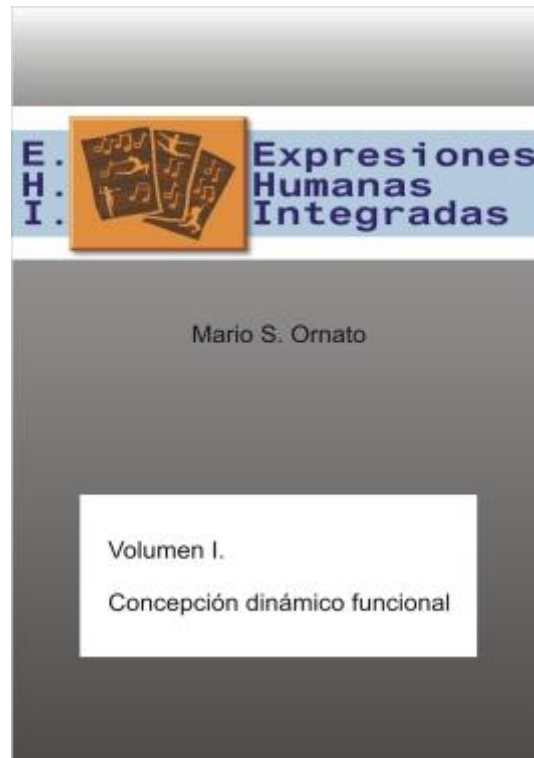 E. Expresiones
H. Humanas
I. Integradas
Mario S. Ornato
Volumen I.
Concepción dinámico funcional